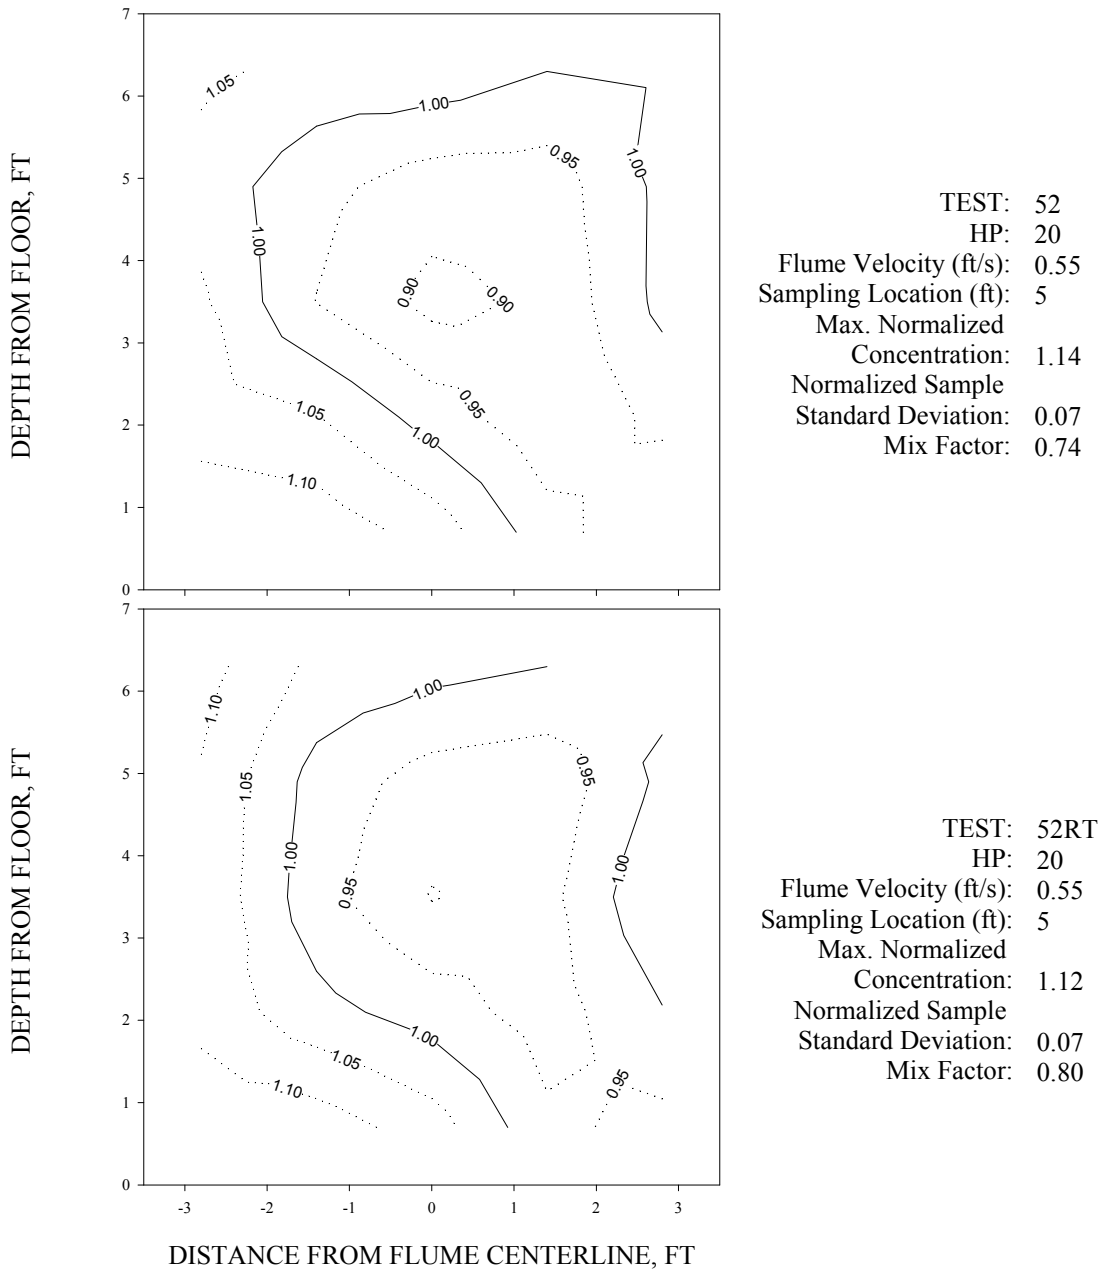 DEPTH FROM FLOOR, FT
7
6
5
4
3
2
1
0
1.05
1.00
0.95
1.00
1.00
0.90
0.90
0.95
1.05
1.00
1.10
TEST: 52
HP: 20
Flume Velocity (ft/s): 0.55
Sampling Location (ft): 5
Max. Normalized
Concentration: 1.14
Normalized Sample
Standard Deviation: 0.07
Mix Factor: 0.74
DEPTH FROM FLOOR, FT
7
6
5
4
3
2
1
0
1.10
1.00
1.05
0.95
1.00
1.00
0.95
1.00
1.05
1.10
0.95
-3 -2 -1 0 1 2 3
DISTANCE FROM FLUME CENTERLINE, FT
TEST: 52RT
HP: 20
Flume Velocity (ft/s): 0.55
Sampling Location (ft): 5
Max. Normalized
Concentration: 1.12
Normalized Sample
Standard Deviation: 0.07
Mix Factor: 0.80